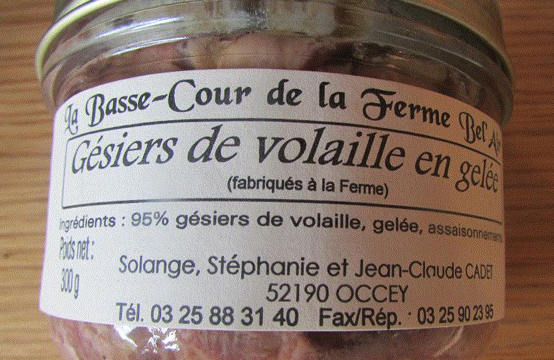 La Basse-Cour de la Ferme Bel Air
Gésiers de volaille en gelée
(fabriqués à la Ferme)
Ingrédients : 95% gésiers de volaille, gelée, assaisonnement
Poids net :
300 g
Solange, Stéphanie et Jean-Claude CADET
52190 OCCEY
Tél. 03 25 88 31 40 Fax/Rép. : 03 25 90 23 95